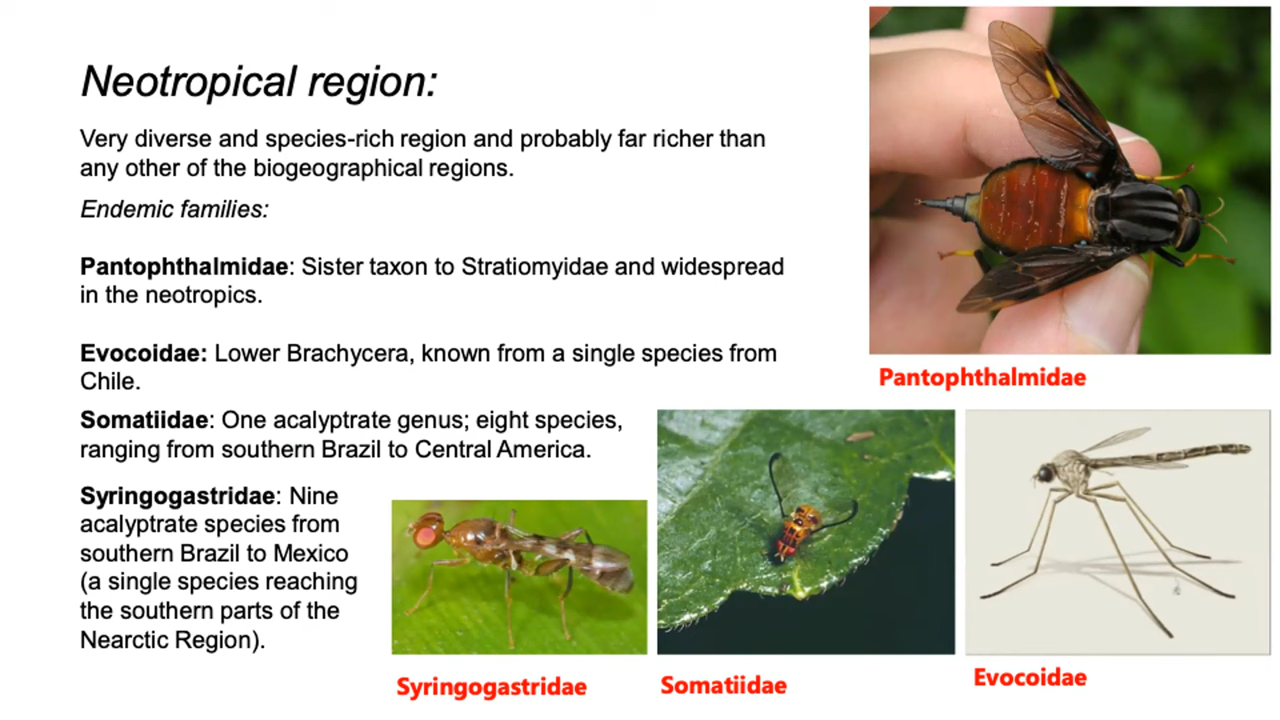 Neotropical region:
Very diverse and species-rich region and probably far richer than
any other of the biogeographical regions.
Endemic families:
Pantophthalmidae: Sister taxon to Stratiomyidae and widespread
in the neotropics.
Evocoidae: Lower Brachycera, known from a single species from
Chile.
Somatiidae: One acalyptrate genus; eight species,
ranging from southern Brazil to Central America.
Syringogastridae: Nine
acalyptrate species from
southern Brazil to Mexico
(a single species reaching
the southern parts of the
Nearctic Region).
Pantophthalmidae
Syringogastridae
Somatiidae
Evocoidae